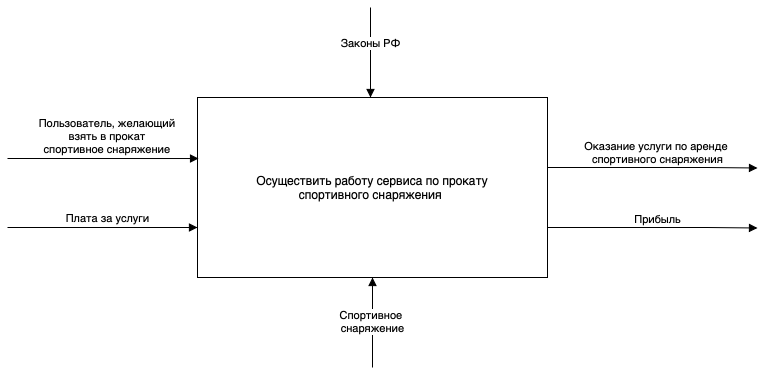 Законы РФ
Пользователь, желающий
взять в прокат
спортивное снаряжение
Оказание услуги по аренде
спортивного снаряжения
Осуществить работу сервиса по прокату
спортивного снаряжения
Плата за услуги
Прибыль
Спортивное
снаряжение